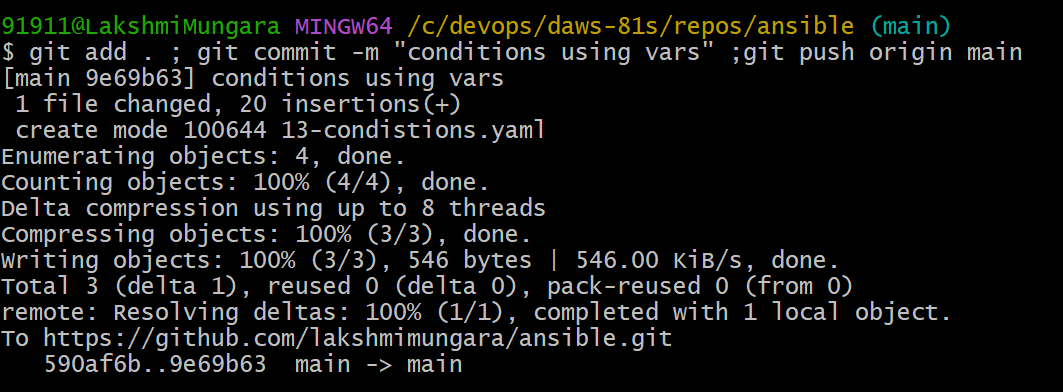 91911@LakshmiMungara MINGW64 /c/devops/daws-81s/repos/ansible (main)
$ git add . ; git commit -m "conditions using vars" ;git push origin main
[main 9e69b63] conditions using vars
 1 file changed, 20 insertions(+)
 create mode 100644 13-condistions.yaml
Enumerating objects: 4, done.
Counting objects: 100% (4/4), done.
Delta compression using up to 8 threads
Compressing objects: 100% (3/3), done.
Writing objects: 100% (3/3), 546 bytes | 546.00 KiB/s, done.
Total 3 (delta 1), reused 0 (delta 0), pack-reused 0 (from 0)
remote: Resolving deltas: 100% (1/1), completed with 1 local object.
To https://github.com/lakshmimungara/ansible.git
   590af6b..9e69b63  main -> main